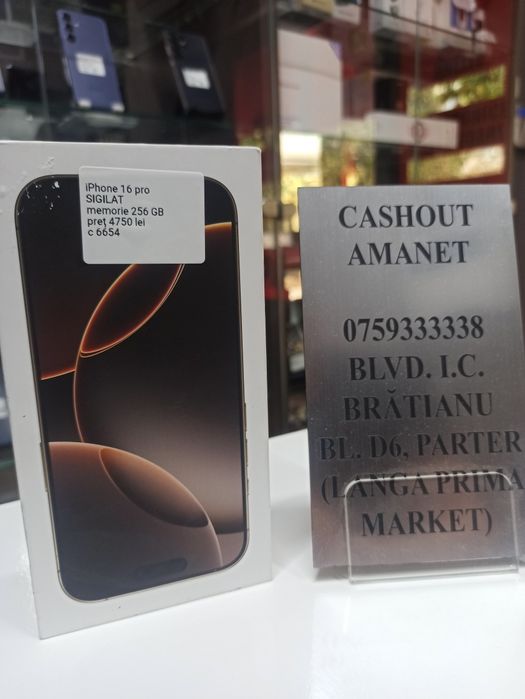 iPhone 16 pro
SIGILAT
memorie 256 GB
preț 4750 lei
c 6654
CASHOUT
AMANET
0759333338
BLVD. I.C.
BRĂTIANU
BL. D6, PARTER
(LANGA PRIMA
MARKET)